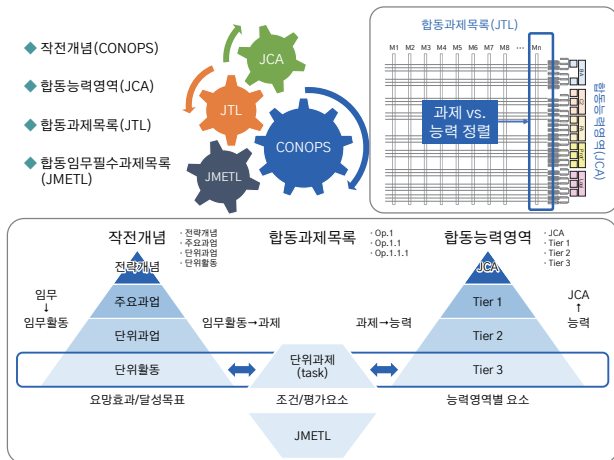 ◆ 작전개념(CONOPS)
◆ 합동능력영역(JCA)
◆ 합동과제목록(JTL)
◆ 합동임무필수과제목록
(JMETL)
JCA
JTL
CONOPS
JMETL
합동과제목록(JTL)
M1 M2 M3 M4 M5 M6 M7 M8 ··· Mn
과제 vs.
능력 정렬
합동능력영역(JCA)
작전개념
· 전략개념
· 주요과업
· 단위과업
· 단위활동
합동과제목록
· Op.1
· Op.1.1
· Op.1.1.1
합동능력영역
· JCA
· Tier 1
· Tier 2
· Tier 3
전략개념
주요과업
단위과업
단위활동
임무
↓
임무활동
임무활동→과제
과제→능력
단위과제
(task)
JCA
Tier 1
Tier 2
Tier 3
JCA
↑
능력
요망효과/달성목표
조건/평가요소
능력영역별 요소
JMETL